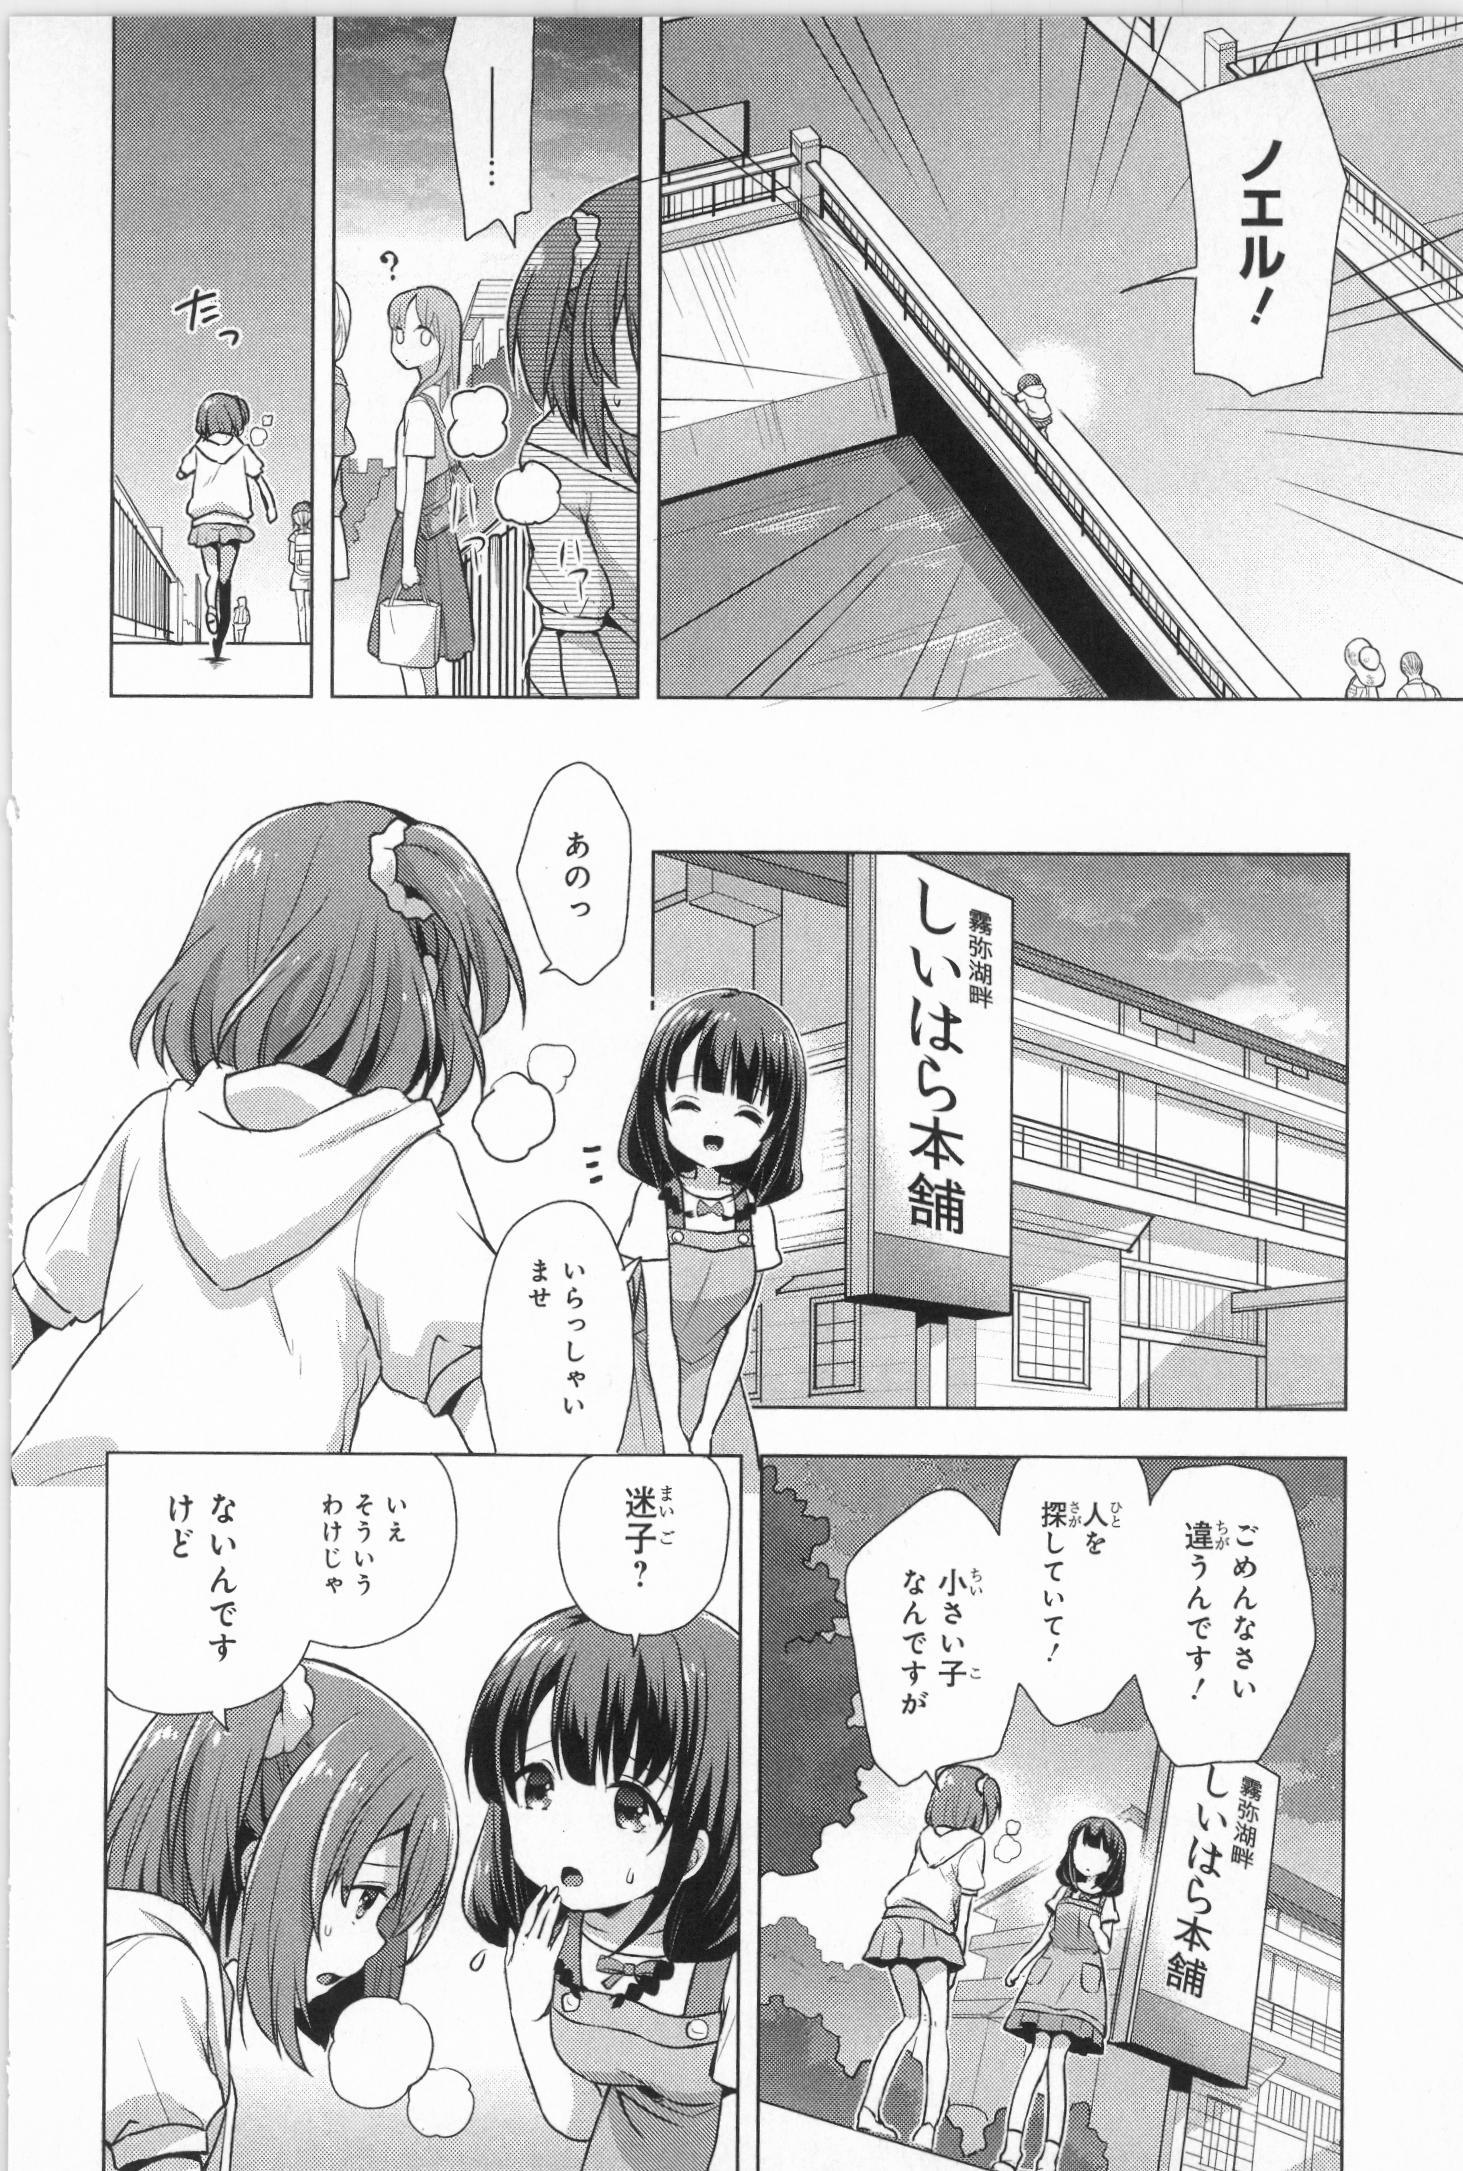 ノエル！
――……
？
はっ
はっ
たっ
霧弥湖畔
しいはら本舗
あのっ
いらっしゃい
ませ
ごめんなさい
違うんです！
人を
探していて！
小さい子
なんですが
霧弥湖畔
しいはら本舗
迷子？
いえ
そういう
わけじゃ
ないんです
けど